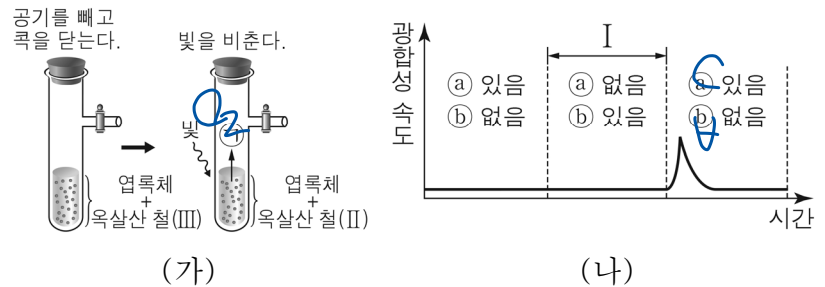 공기를 빼고
콕을 닫는다.
빛을 비춘다.
O2
빛
엽록체
+
옥살산 철(Ⅲ)
엽록체
+
옥살산 철(Ⅱ)
(가)
광합성 속도
Ⅰ
ⓐ 있음
ⓑ 없음
ⓐ 없음
ⓑ 있음
ⓐ 있음
ⓑ 없음
C
A
시간
(나)